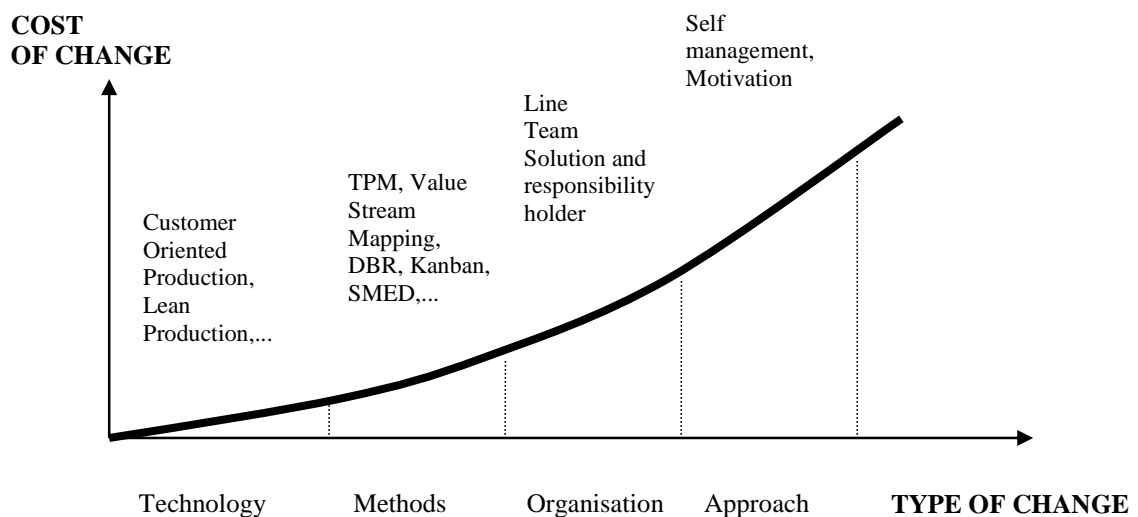 COST
OF CHANGE
Self
management,
Motivation
Line
Team
Solution and
responsibility
holder
TPM, Value
Stream
Mapping,
DBR, Kanban,
SMED,...
Customer
Oriented
Production,
Lean
Production,...
Technology
Methods
Organisation
Approach
TYPE OF CHANGE